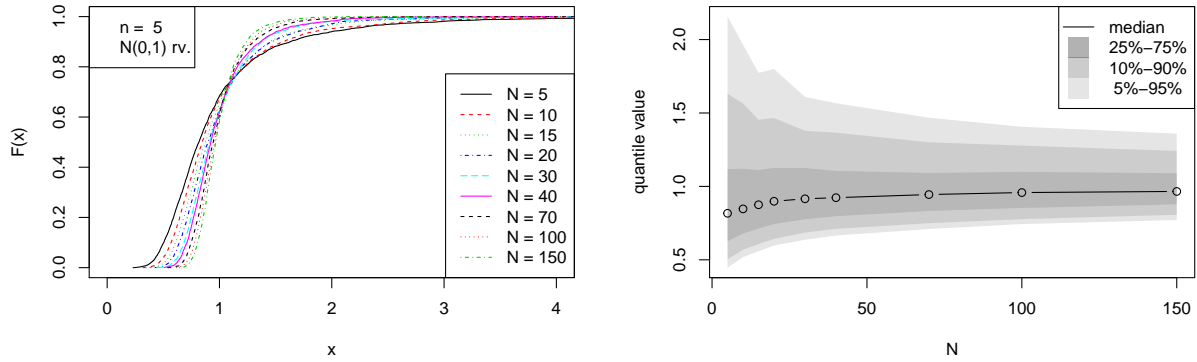 n = 5
N(0,1) rv.
N = 5
N = 10
N = 15
N = 20
N = 30
N = 40
N = 70
N = 100
N = 150
F(x)
0.0
0.2
0.4
0.6
0.8
1.0
0
1
2
3
4
x
median
25%−75%
10%−90%
5%−95%
quantile value
0.5
1.0
1.5
2.0
0
50
100
150
N